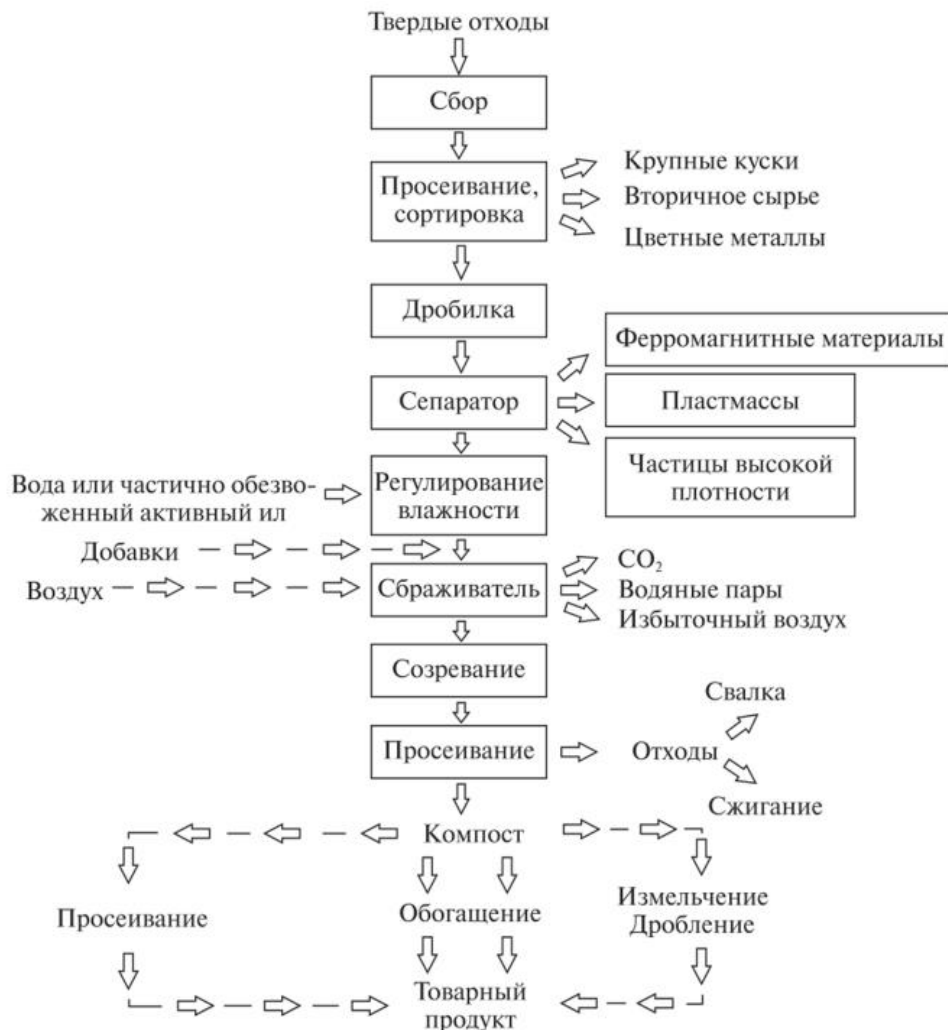 Твердые отходы
Сбор
Просеивание,
сортировка
Крупные куски
Вторичное сырье
Цветные металлы
Дробилка
Ферромагнитные материалы
Сепаратор
Пластмассы
Частицы высокой
плотности
Вода или частично обезво-
женный активный ил
Регулирование
влажности
Добавки
Воздух
Сбраживатель
CO₂
Водяные пары
Избыточный воздух
Созревание
Свалка
Просеивание
Отходы
Сжигание
Компост
Просеивание
Обогащение
Измельчение
Дробление
Товарный
продукт